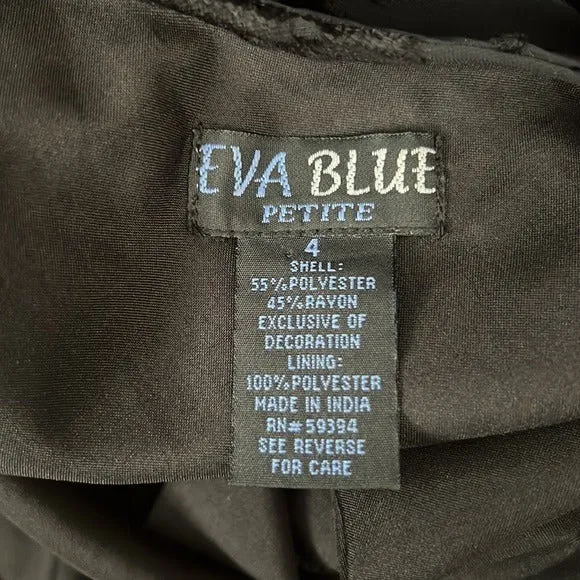 EVA BLUE
PETITE
4
SHELL:
55%POLYESTER
45%RAYON
EXCLUSIVE OF
DECORATION
LINING:
100%POLYESTER
MADE IN INDIA
RN#59394
SEE REVERSE
FOR CARE